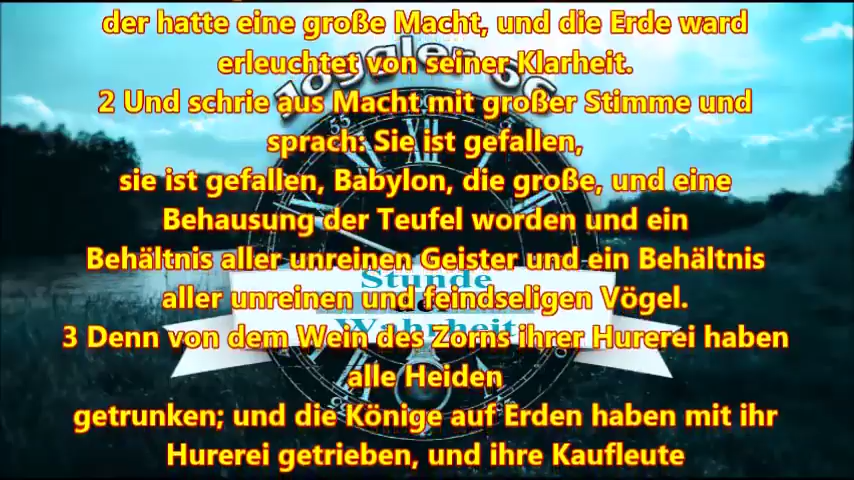 der hatte eine große Macht, und die Erde ward
erleuchtet von seiner Klarheit.
2 Und schrie aus Macht mit großer Stimme und
sprach: Sie ist gefallen,
sie ist gefallen, Babylon, die große, und eine
Behausung der Teufel worden und ein
Behältnis aller unreinen Geister und ein Behältnis
aller unreinen und feindseligen Vögel.
3 Denn von dem Wein des Zorns ihrer Hurerei haben
alle Heiden
getrunken; und die Könige auf Erden haben mit ihr
Hurerei getrieben, und ihre Kaufleute
XII
Stunde
Wahrheit